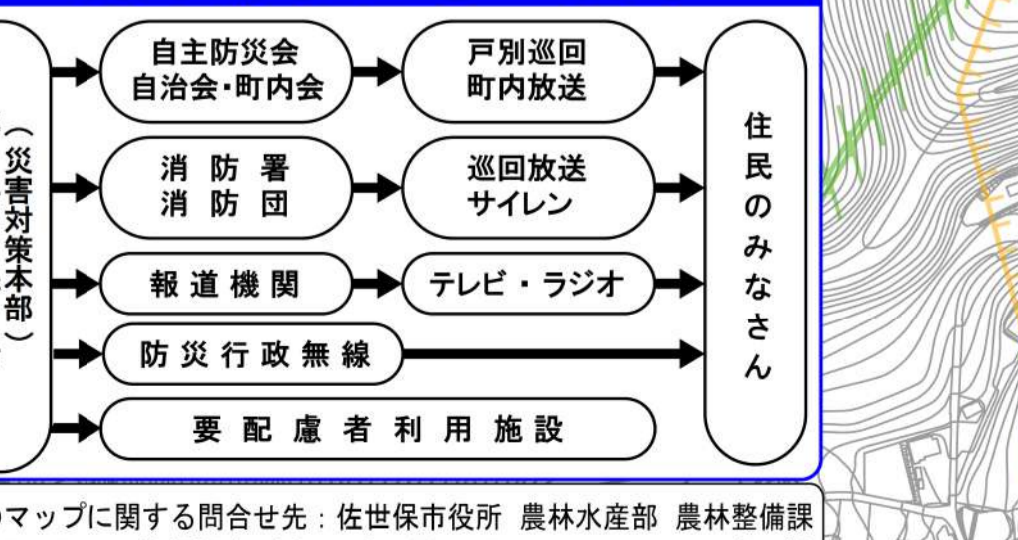 (災害対策本部)
自主防災会
自治会・町内会
戸別巡回
町内放送
消防署
消防団
巡回放送
サイレン
報道機関
テレビ・ラジオ
防災行政無線
要配慮者利用施設
住民のみなさん
マップに関する問合せ先：佐世保市役所 農林水産部 農林整備課